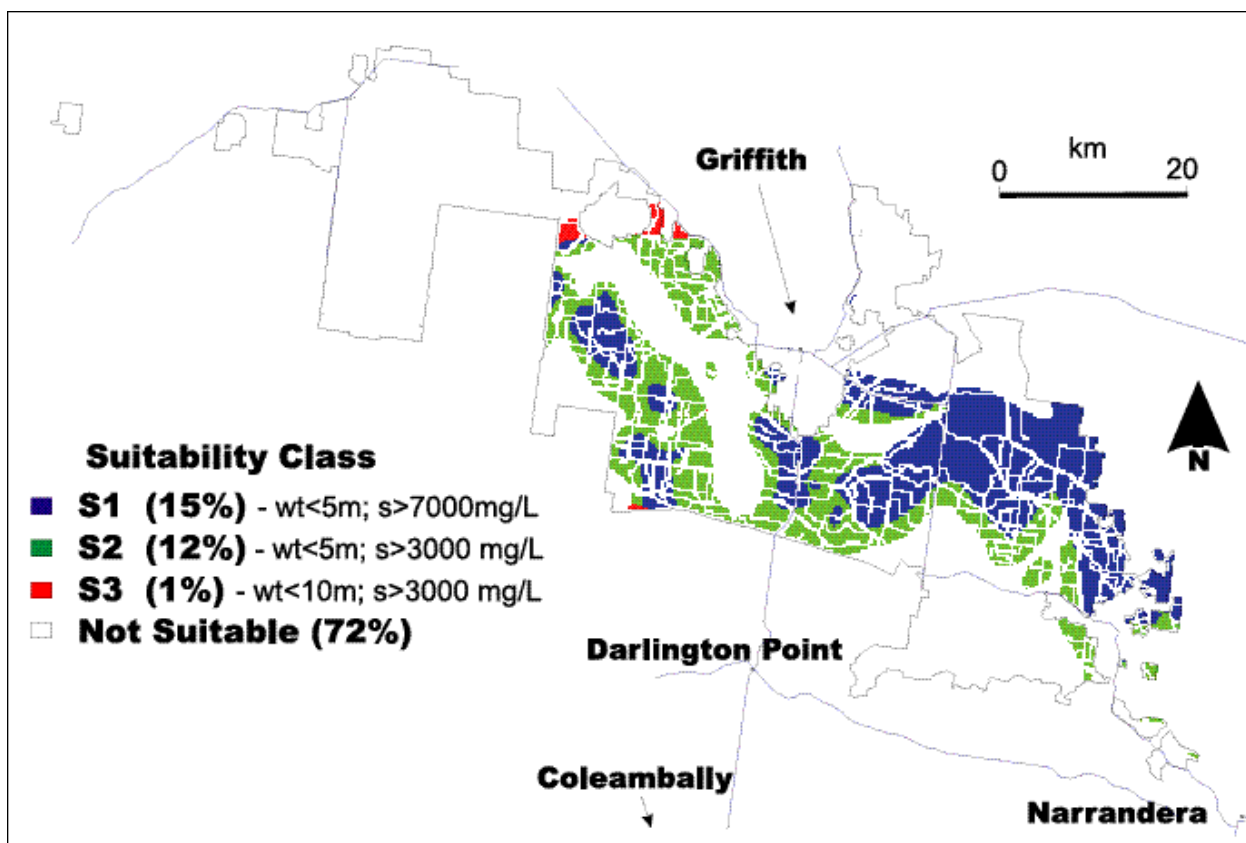 Griffith
km
0 20
N
Suitability Class
S1 (15%) - wt<5m; s>7000mg/L
S2 (12%) - wt<5m; s>3000 mg/L
S3 (1%) - wt<10m; s>3000 mg/L
Not Suitable (72%)
Darlington Point
Coleambally
Narrandera